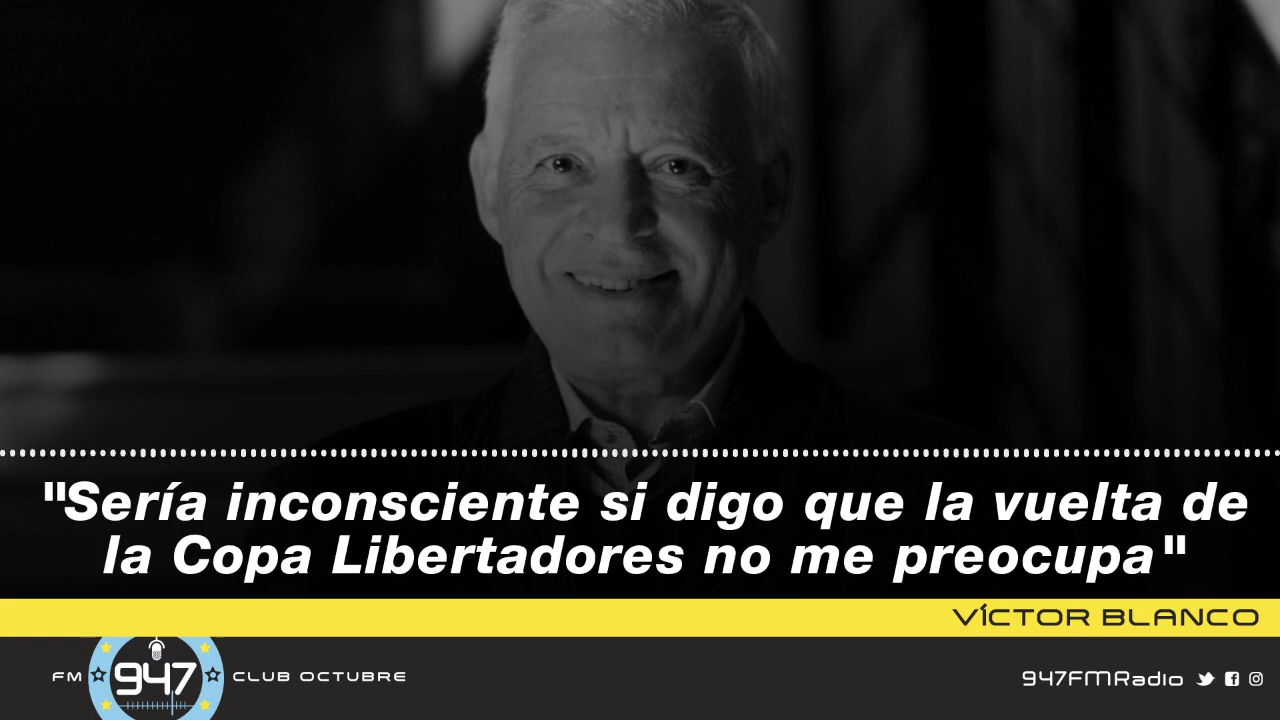 "Sería inconsciente si digo que la vuelta de
la Copa Libertadores no me preocupa"
VÍCTOR BLANCO
FM 947 CLUB OCTUBRE
947FMRadio